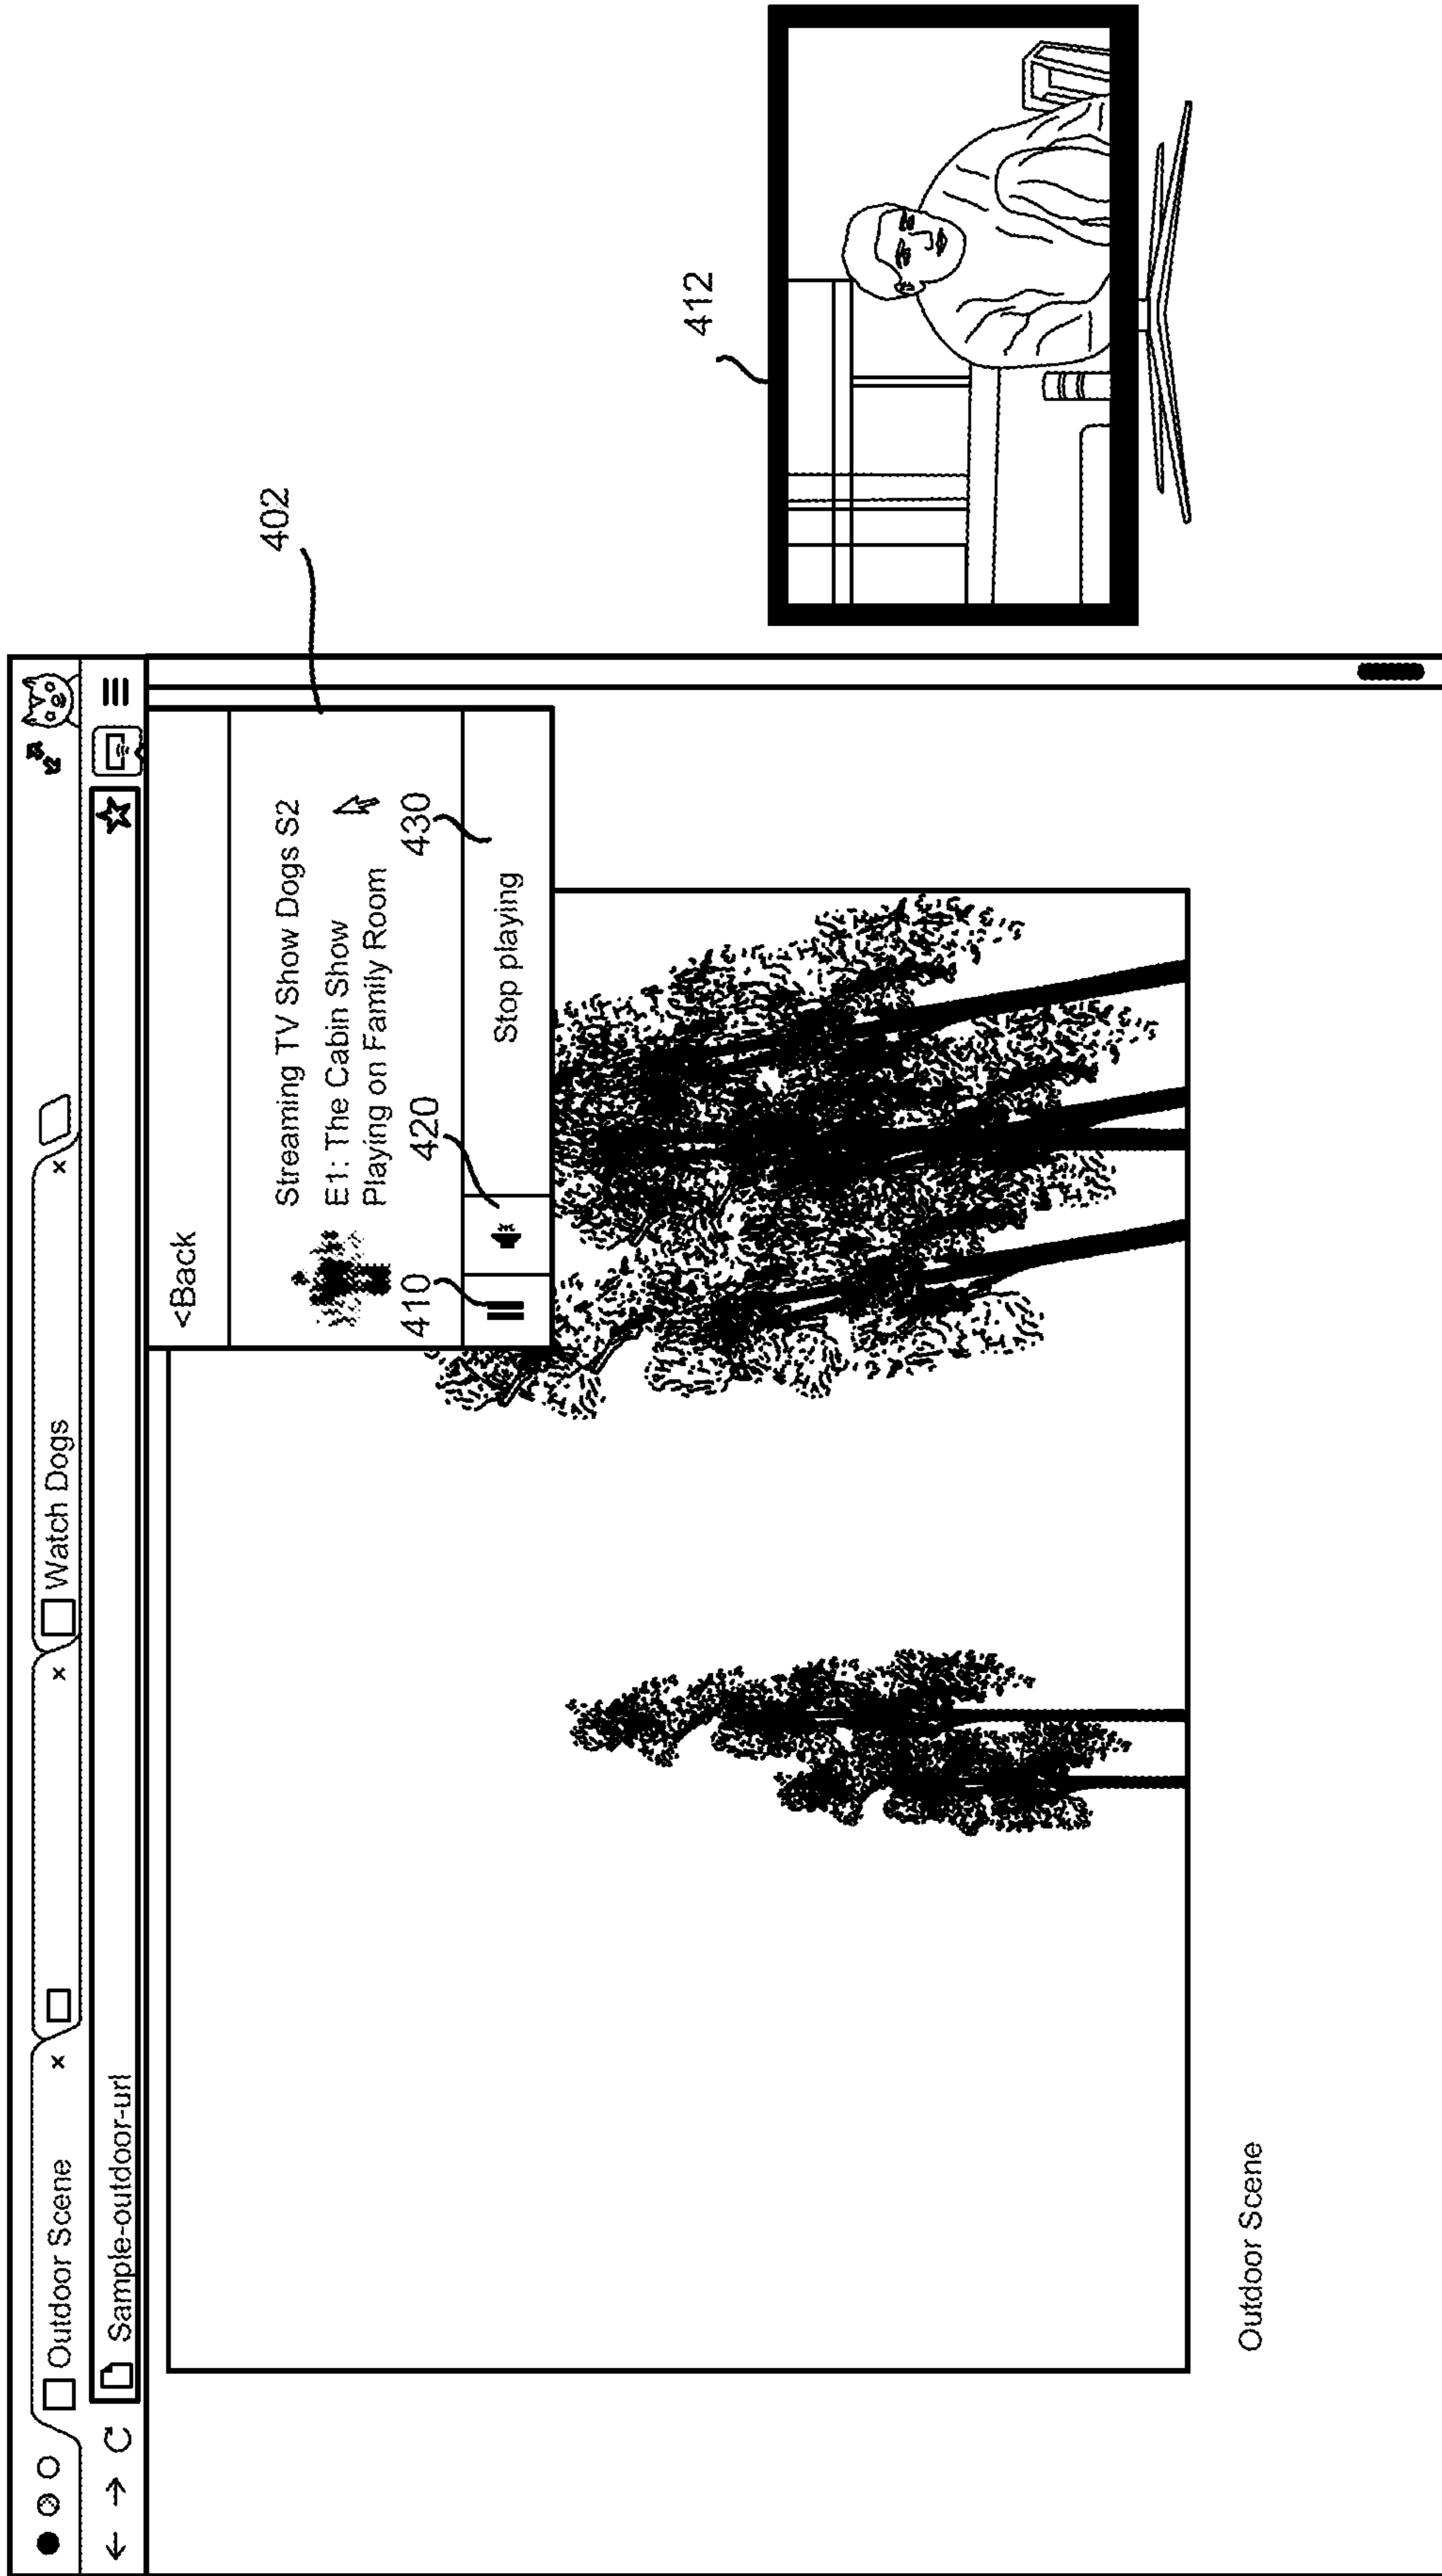 Outdoor Scene ×
×
Watch Dogs ×
Sample-outdoor-url
<Back
402
Streaming TV Show Dogs S2
E1: The Cabin Show
Playing on Family Room
410
420
430
Stop playing
412
Outdoor Scene